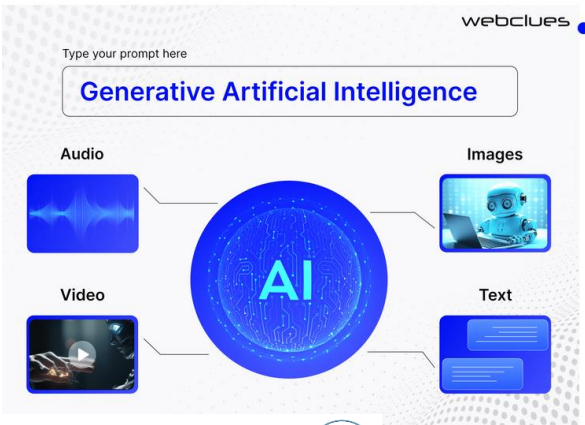 webclues
Type your prompt here
Generative Artificial Intelligence
Audio
Images
AI
Video
Text